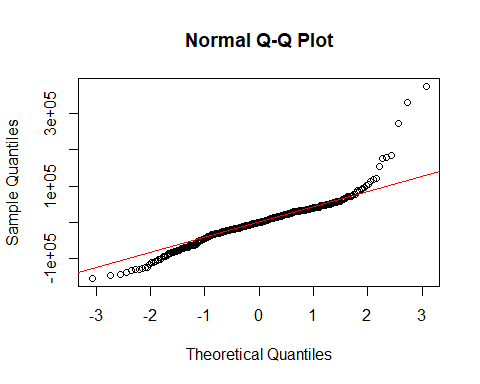 Normal Q-Q Plot
Sample Quantiles
3e+05
1e+05
-1e+05
-3 -2 -1 0 1 2 3
Theoretical Quantiles